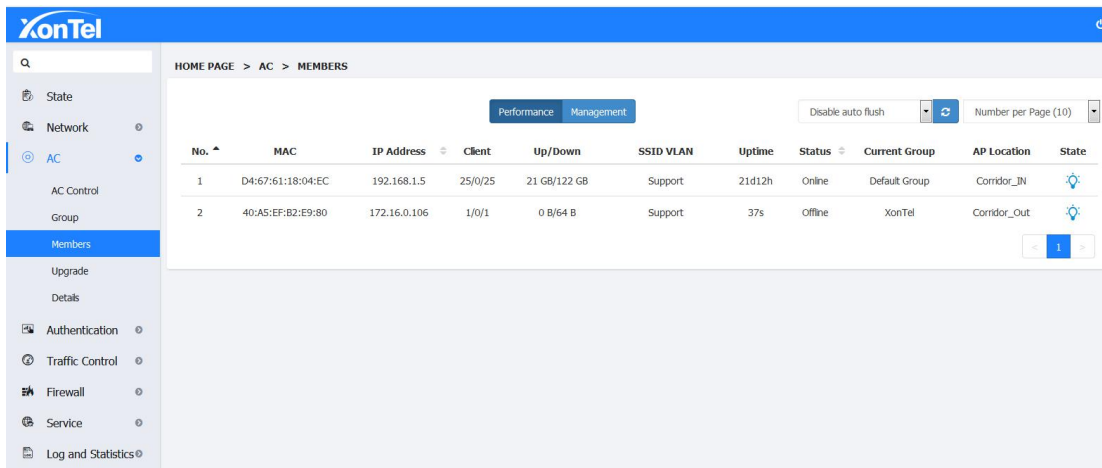 XonTel
HOME PAGE > AC > MEMBERS
State
Network
AC
AC Control
Group
Members
Upgrade
Details
Authentication
Traffic Control
Firewall
Service
Log and Statistics
Performance Management
Disable auto flush Number per Page (10)
No. MAC IP Address Client Up/Down SSID VLAN Uptime Status Current Group AP Location State
1 D4:67:61:18:04:EC 192.168.1.5 25/0/25 21 GB/122 GB Support 21d12h Online Default Group Corridor_IN
2 40:A5:EF:B2:E9:80 172.16.0.106 1/0/1 0 B/64 B Support 37s Offline XonTel Corridor_Out
< 1 >